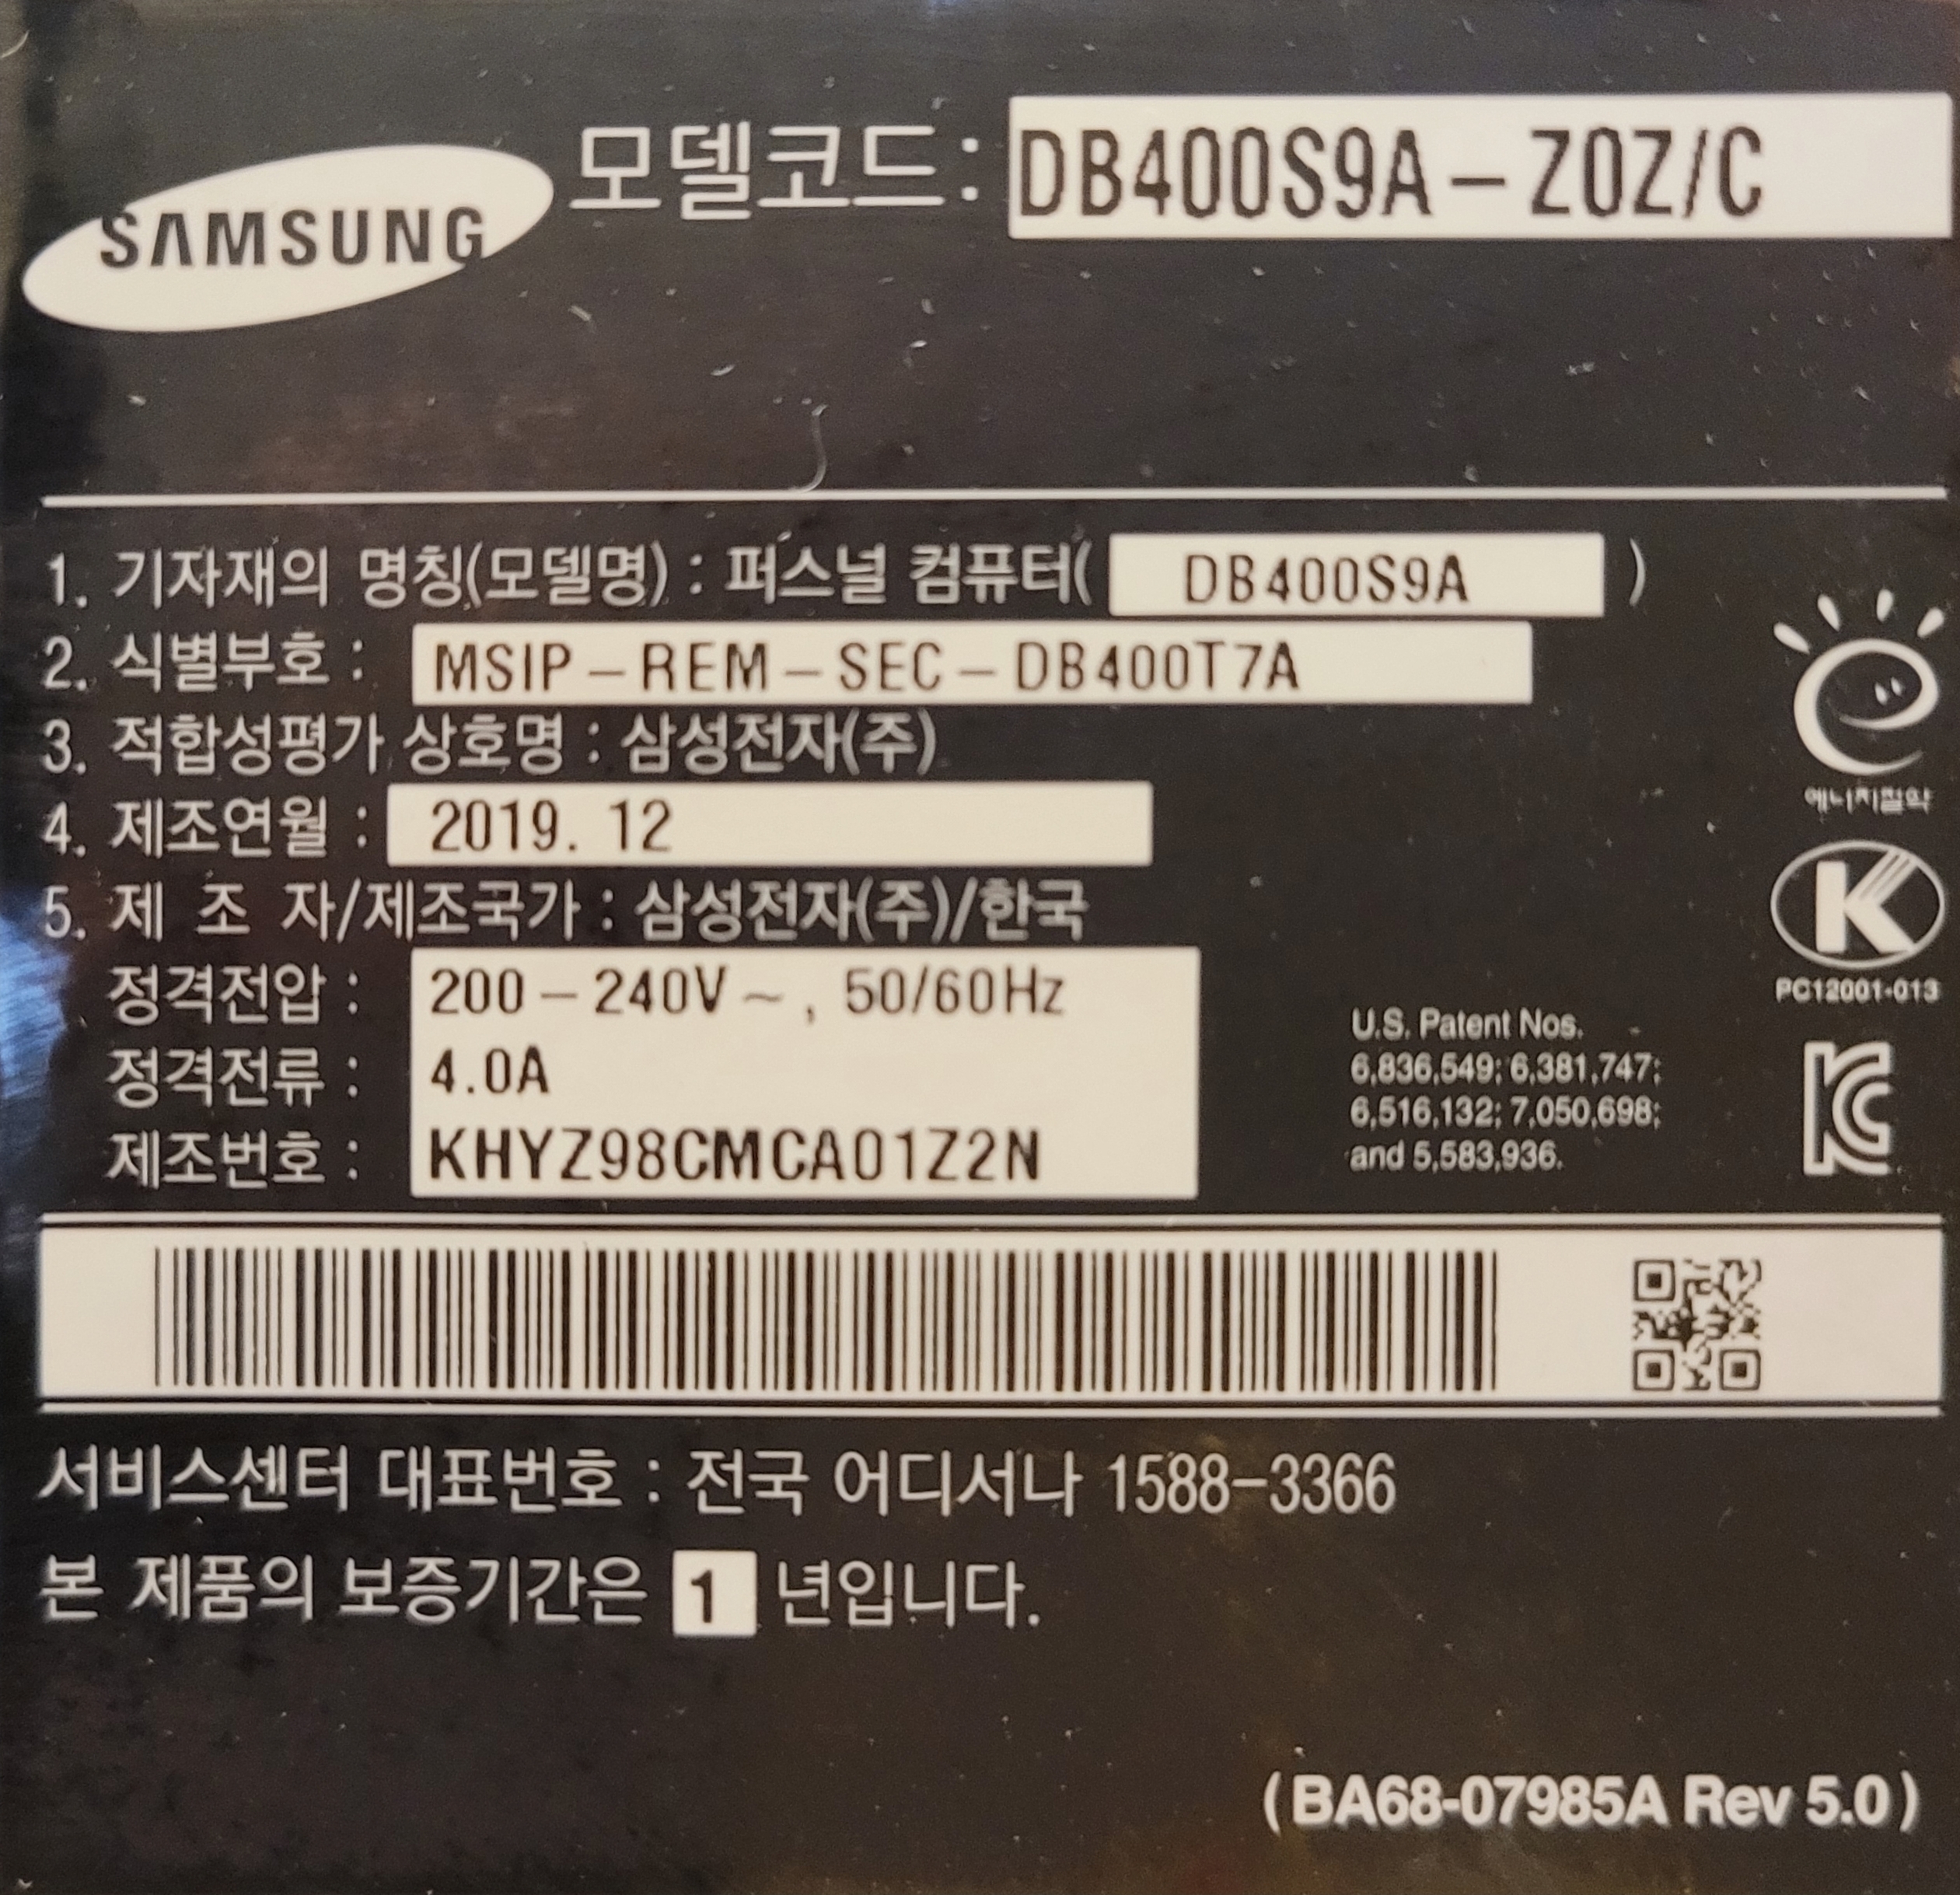 SAMSUNG
모델코드: DB400S9A-Z0Z/C
1. 기자재의 명칭(모델명) : 퍼스널 컴퓨터( DB400S9A )
2. 식별부호 : MSIP-REM-SEC-DB400T7A
3. 적합성평가 상호명 : 삼성전자(주)
4. 제조연월 : 2019. 12
5. 제 조 자/제조국가 : 삼성전자(주)/한국
정격전압 : 200-240V~, 50/60Hz
정격전류 : 4.0A
제조번호 : KHYZ98CMCA01Z2N
에너지절약
K
PC12001-013
U.S. Patent Nos.
6,836,549; 6,381,747;
6,516,132; 7,050,698;
and 5,583,936.
서비스센터 대표번호 : 전국 어디서나 1588-3366
본 제품의 보증기간은 1 년입니다.
(BA68-07985A Rev 5.0)